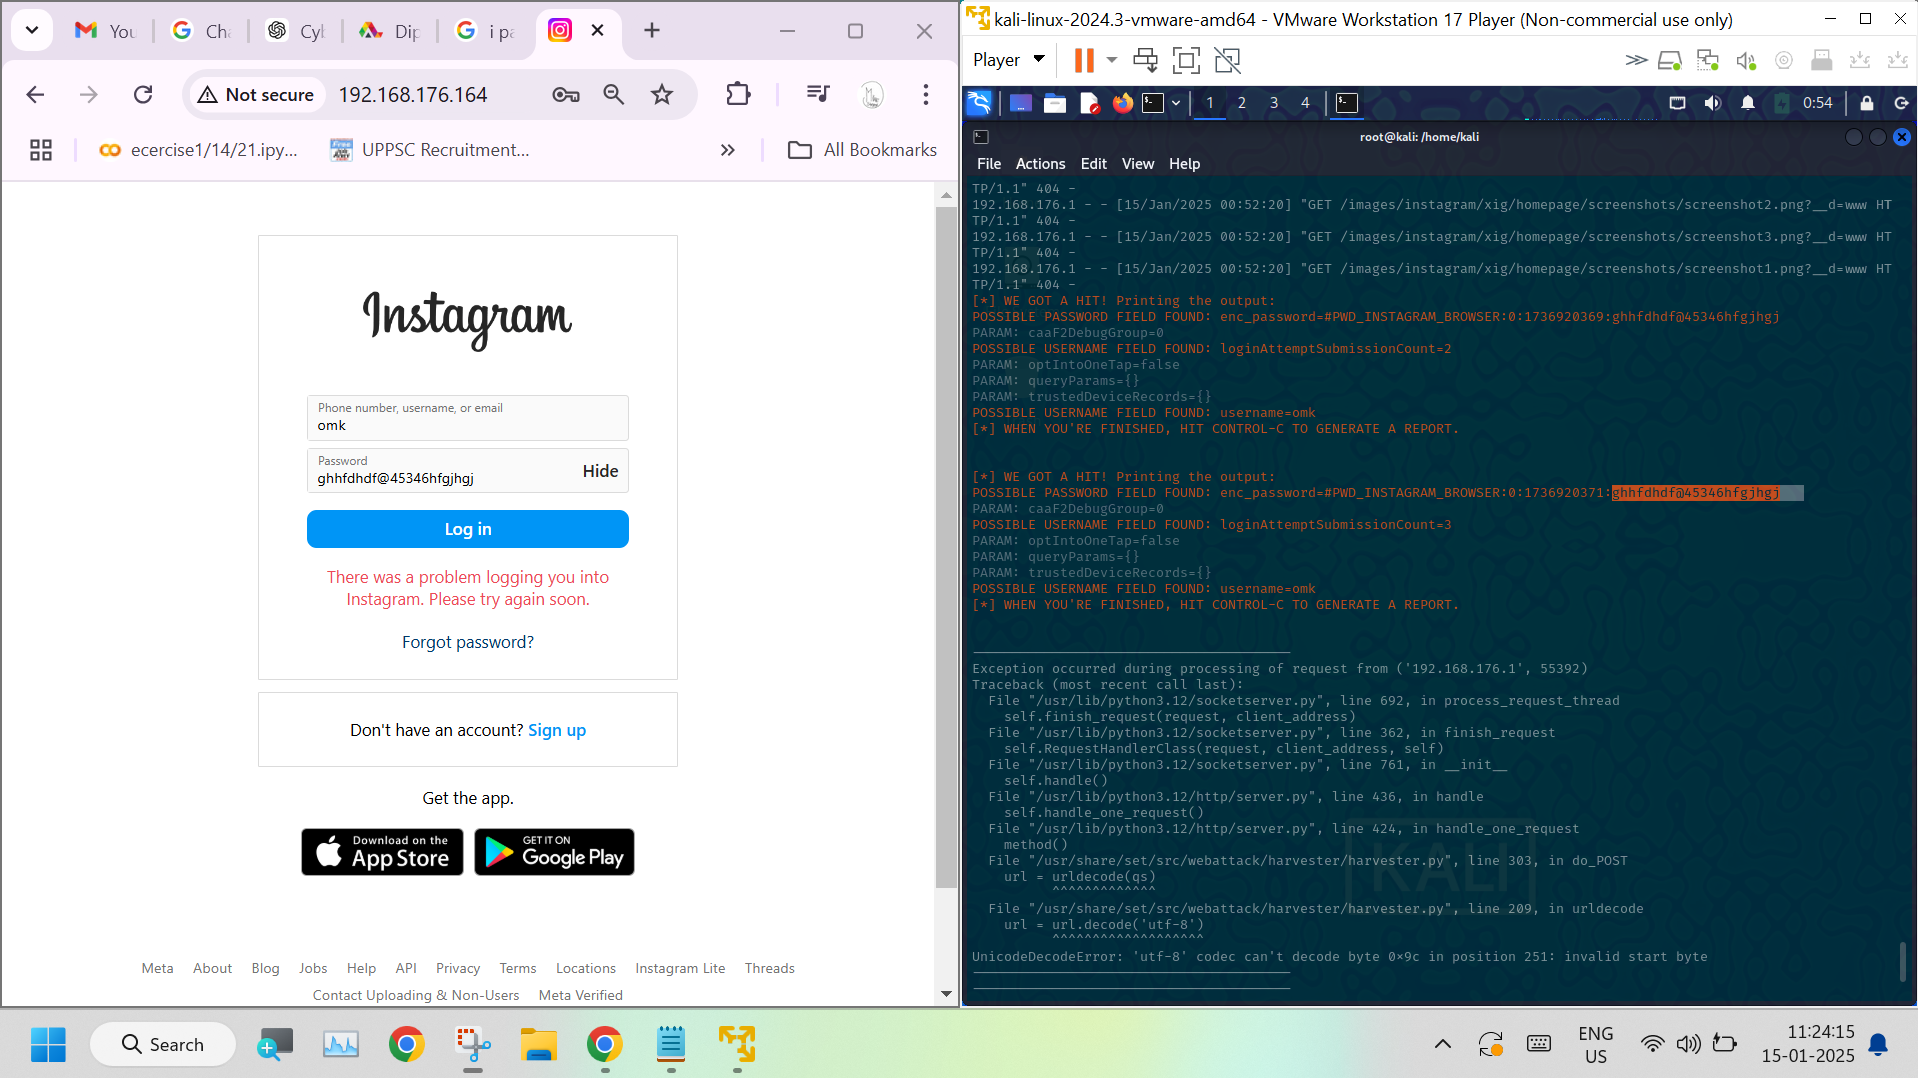 You
Ch
Cyb
Dip
i pa
Not secure
192.168.176.164
ecercise1/14/21.ipy...
UPPSC Recruitment...
All Bookmarks
Instagram
Phone number, username, or email
omk
Password
ghhfdhdf@45346hfgjhgj
Hide
Log in
There was a problem logging you into
Instagram. Please try again soon.
Forgot password?
Don't have an account? Sign up
Get the app.
Download on the
App Store
GET IT ON
Google Play
Meta About Blog Jobs Help API Privacy Terms Locations Instagram Lite Threads
Contact Uploading & Non-Users Meta Verified
kali-linux-2024.3-vmware-amd64 - VMware Workstation 17 Player (Non-commercial use only)
Player
1 2 3 4
0:54
root@kali: /home/kali
File Actions Edit View Help
TP/1.1" 404 -
192.168.176.1 - - [15/Jan/2025 00:52:20] "GET /images/instagram/xig/homepage/screenshots/screenshot2.png?__d=www HT
TP/1.1" 404 -
192.168.176.1 - - [15/Jan/2025 00:52:20] "GET /images/instagram/xig/homepage/screenshots/screenshot3.png?__d=www HT
TP/1.1" 404 -
192.168.176.1 - - [15/Jan/2025 00:52:20] "GET /images/instagram/xig/homepage/screenshots/screenshot1.png?__d=www HT
TP/1.1" 404 -
[*] WE GOT A HIT! Printing the output:
POSSIBLE PASSWORD FIELD FOUND: enc_password=#PWD_INSTAGRAM_BROWSER:0:1736920369:ghhfdhdf@45346hfgjhgj
PARAM: caaF2DebugGroup=0
POSSIBLE USERNAME FIELD FOUND: loginAttemptSubmissionCount=2
PARAM: optIntoOneTap=false
PARAM: queryParams={}
PARAM: trustedDeviceRecords={}
POSSIBLE USERNAME FIELD FOUND: username=omk
[*] WHEN YOU'RE FINISHED, HIT CONTROL-C TO GENERATE A REPORT.
[*] WE GOT A HIT! Printing the output:
POSSIBLE PASSWORD FIELD FOUND: enc_password=#PWD_INSTAGRAM_BROWSER:0:1736920371:ghhfdhdf@45346hfgjhgj
PARAM: caaF2DebugGroup=0
POSSIBLE USERNAME FIELD FOUND: loginAttemptSubmissionCount=3
PARAM: optIntoOneTap=false
PARAM: queryParams={}
PARAM: trustedDeviceRecords={}
POSSIBLE USERNAME FIELD FOUND: username=omk
[*] WHEN YOU'RE FINISHED, HIT CONTROL-C TO GENERATE A REPORT.
----------------------------------------
Exception occurred during processing of request from ('192.168.176.1', 55392)
Traceback (most recent call last):
File "/usr/lib/python3.12/socketserver.py", line 692, in process_request_thread
self.finish_request(request, client_address)
File "/usr/lib/python3.12/socketserver.py", line 362, in finish_request
self.RequestHandlerClass(request, client_address, self)
File "/usr/lib/python3.12/socketserver.py", line 761, in __init__
self.handle()
File "/usr/lib/python3.12/http/server.py", line 436, in handle
self.handle_one_request()
File "/usr/lib/python3.12/http/server.py", line 424, in handle_one_request
method()
File "/usr/share/set/src/webattack/harvester/harvester.py", line 303, in do_POST
url = urldecode(qs)
^^^^^^^^^^^^^
File "/usr/share/set/src/webattack/harvester/harvester.py", line 209, in urldecode
url = url.decode('utf-8')
^^^^^^^^^^^^^^^^^^^
UnicodeDecodeError: 'utf-8' codec can't decode byte 0×9c in position 251: invalid start byte
----------------------------------------
KALI
Search
ENG
US
11:24:15
15-01-2025